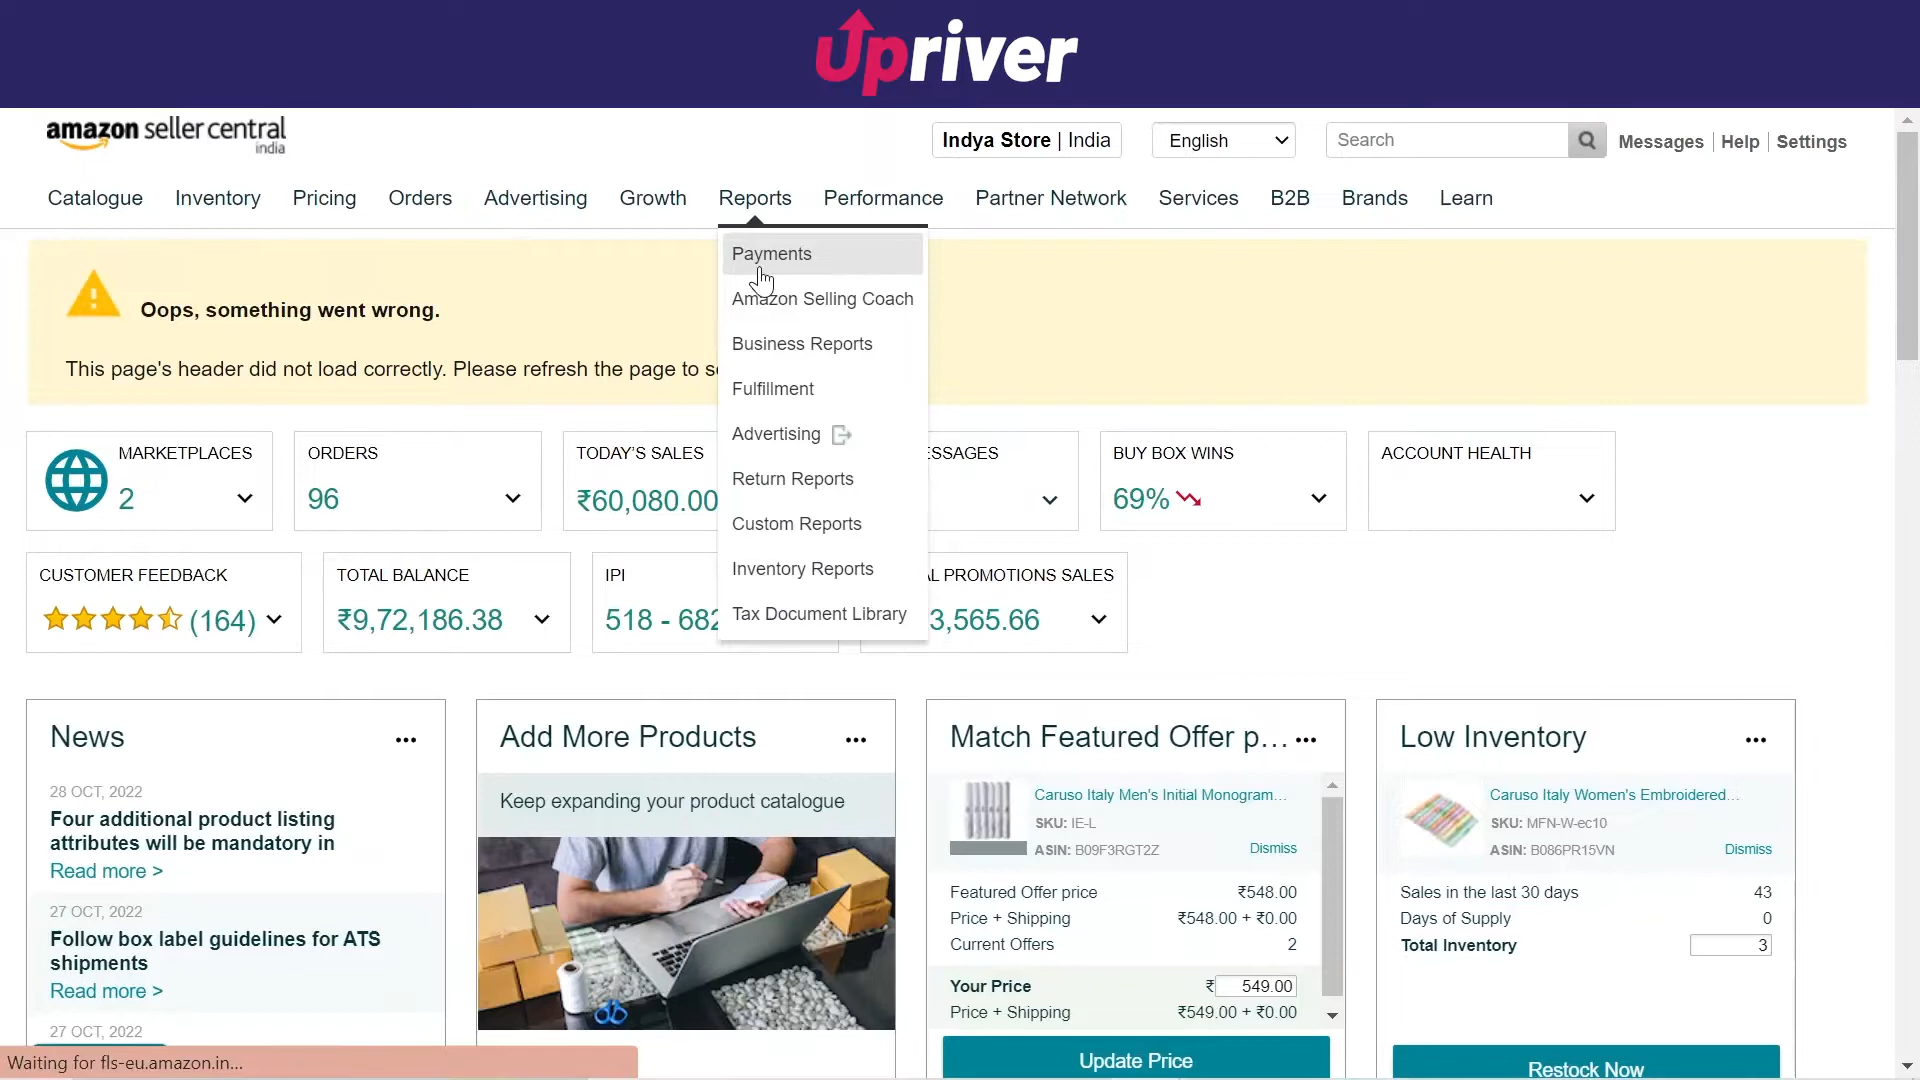 Upriver
amazon seller central
india
Indya Store | India
English
Search
Messages
Help
Settings
Catalogue
Inventory
Pricing
Orders
Advertising
Growth
Reports
Performance
Partner Network
Services
B2B
Brands
Learn
Payments
Amazon Selling Coach
Business Reports
Fulfillment
Advertising
Return Reports
Custom Reports
Inventory Reports
Tax Document Library
Oops, something went wrong.
This page's header did not load correctly. Please refresh the page to
MARKETPLACES
2
ORDERS
96
TODAY'S SALES
₹60,080.00
ESSAGES
BUY BOX WINS
69%
ACCOUNT HEALTH
CUSTOMER FEEDBACK
(164)
TOTAL BALANCE
₹9,72,186.38
IPI
518 - 682
L PROMOTIONS SALES
3,565.66
News
28 OCT, 2022
Four additional product listing
attributes will be mandatory in
Read more >
27 OCT, 2022
Follow box label guidelines for ATS
shipments
Read more >
27 OCT, 2022
Add More Products
Keep expanding your product catalogue
Match Featured Offer p...
Caruso Italy Men's Initial Monogram...
SKU: IE-L
ASIN: B09F3RGT2Z
Dismiss
Featured Offer price ₹548.00
Price + Shipping ₹548.00 + ₹0.00
Current Offers 2
Your Price ₹ 549.00
Price + Shipping ₹549.00 + ₹0.00
Update Price
Low Inventory
Caruso Italy Women's Embroidered...
SKU: MFN-W-ec10
ASIN: B086PR15VN
Dismiss
Sales in the last 30 days 43
Days of Supply 0
Total Inventory 3
Restock Now
Waiting for fls-eu.amazon.in...